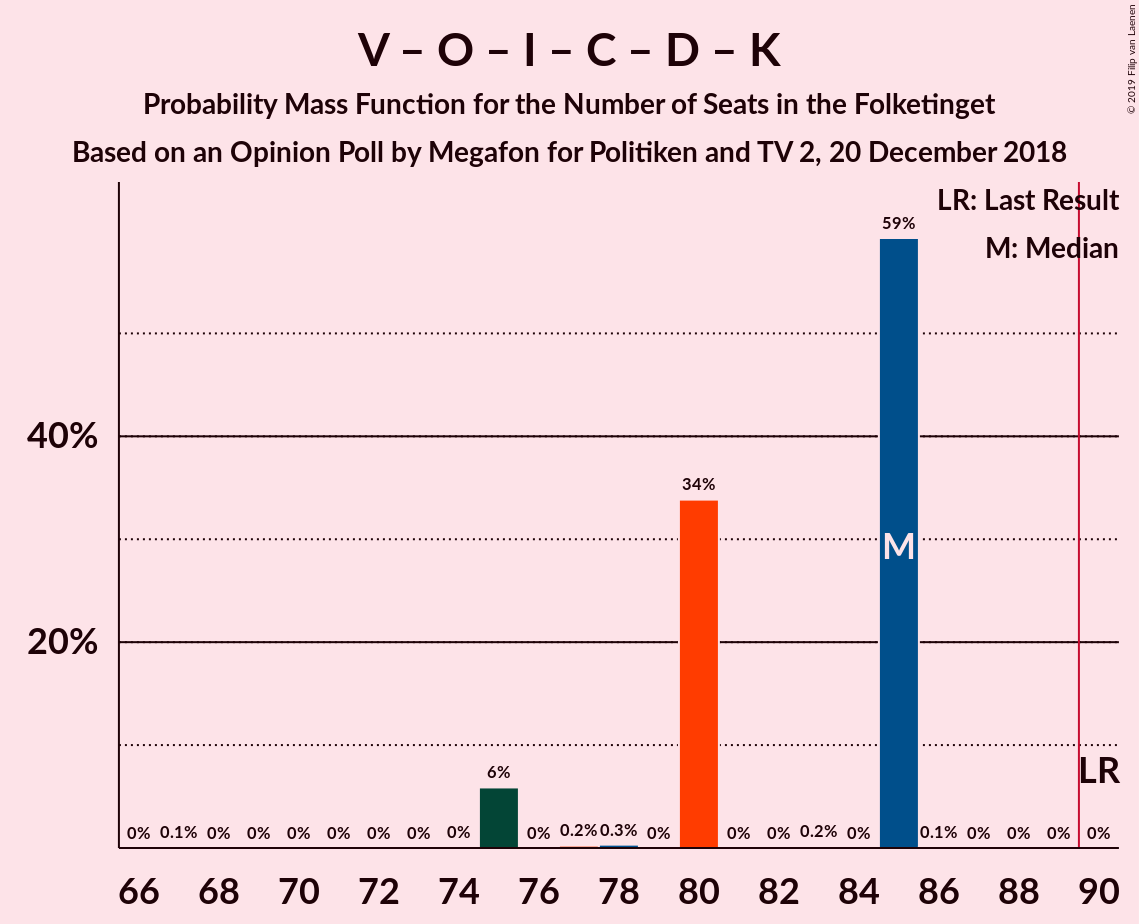 V – O – I – C – D – K
Probability Mass Function for the Number of Seats in the Folketinget
Based on an Opinion Poll by Megafon for Politiken and TV 2, 20 December 2018
© 2019 Filip van Laenen
LR: Last Result
M: Median
59%
40%
34%
M
20%
LR
6%
0% 0.1% 0% 0% 0% 0% 0% 0% 0% 0% 0.2% 0.3% 0% 0% 0% 0.2% 0% 0.1% 0% 0% 0% 0%
66 68 70 72 74 76 78 80 82 84 86 88 90